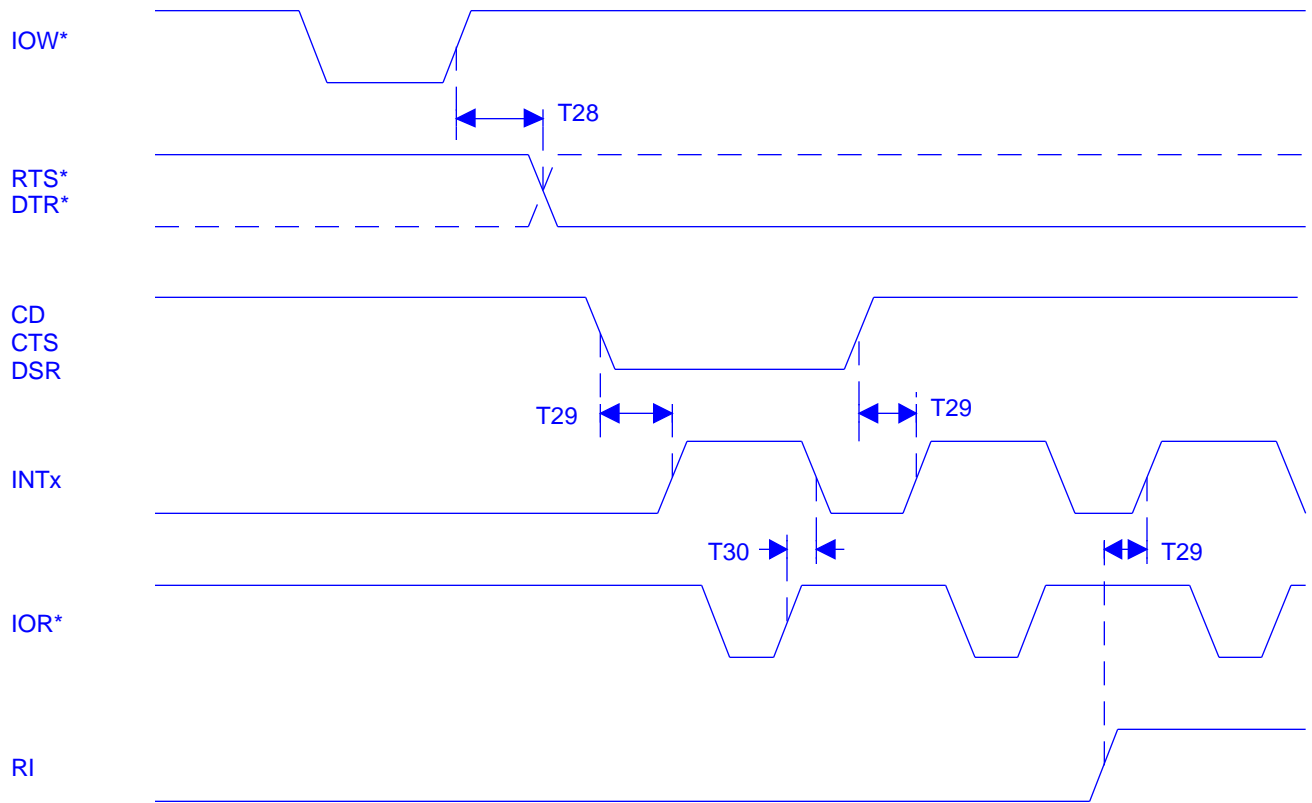 IOW*
T28
RTS*
DTR*
CD
CTS
DSR
T29
T29
INTx
T30
T29
IOR*
RI